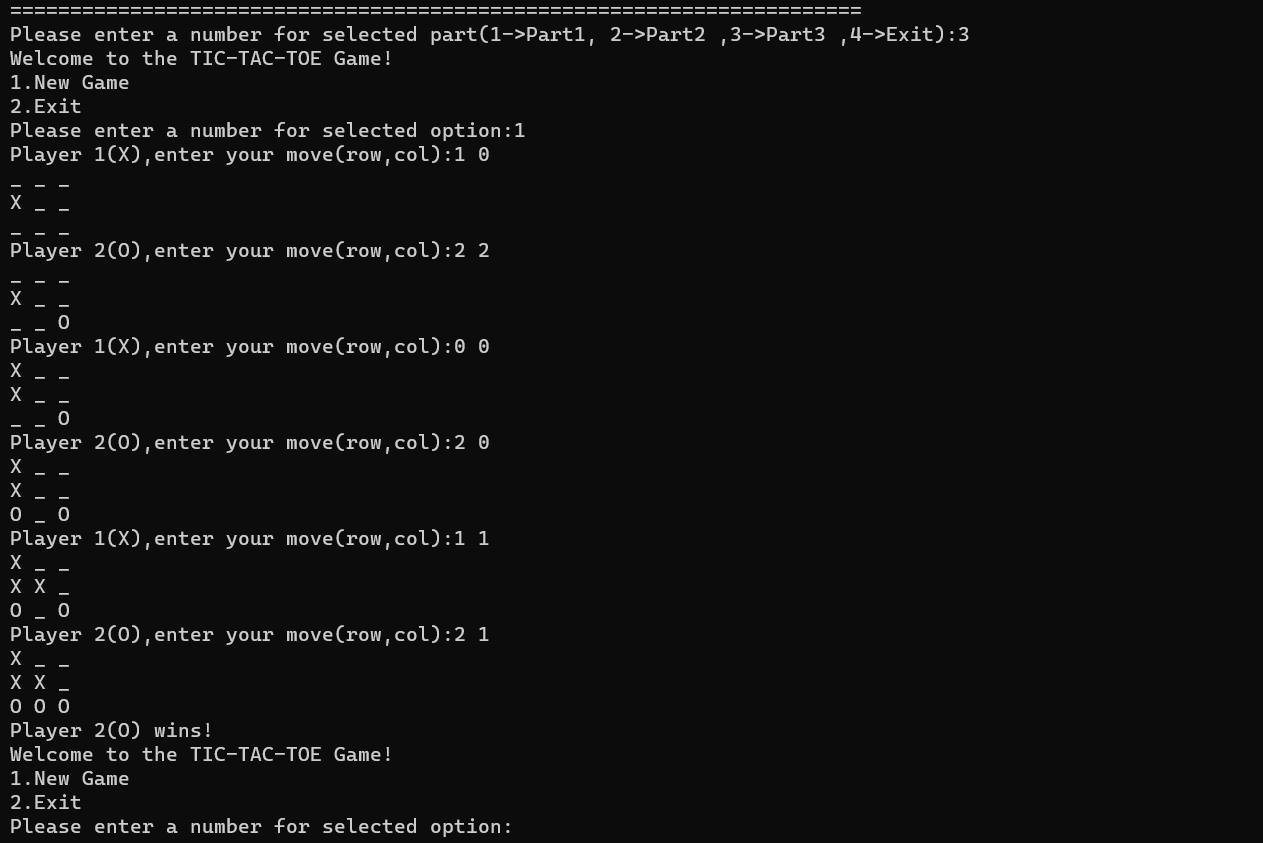 =======================================================================
Please enter a number for selected part(1->Part1, 2->Part2 ,3->Part3 ,4->Exit):3
Welcome to the TIC-TAC-TOE Game!
1.New Game
2.Exit
Please enter a number for selected option:1
Player 1(X),enter your move(row,col):1 0
_ _ _
X _ _
_ _ _
Player 2(O),enter your move(row,col):2 2
_ _ _
X _ _
_ _ O
Player 1(X),enter your move(row,col):0 0
X _ _
X _ _
_ _ O
Player 2(O),enter your move(row,col):2 0
X _ _
X _ _
O _ O
Player 1(X),enter your move(row,col):1 1
X _ _
X X _
O _ O
Player 2(O),enter your move(row,col):2 1
X _ _
X X _
O O O
Player 2(O) wins!
Welcome to the TIC-TAC-TOE Game!
1.New Game
2.Exit
Please enter a number for selected option: